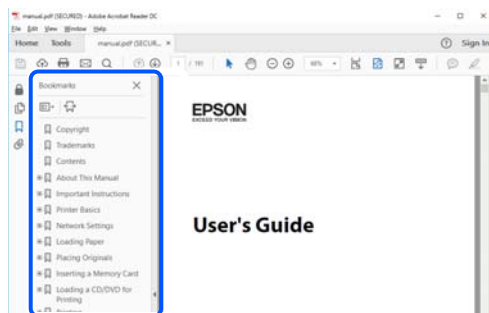 manual.pdf (SECURED) - Adobe Acrobat Reader DC
File Edit View Window Help
Home Tools manual.pdf (SECUR... ×
Sign In
1 / 191
Bookmarks
Copyright
Trademarks
Contents
About This Manual
Important Instructions
Printer Basics
Network Settings
Loading Paper
Placing Originals
Inserting a Memory Card
Loading a CD/DVD for
Printing
EPSON
EXCEED YOUR VISION
User's Guide